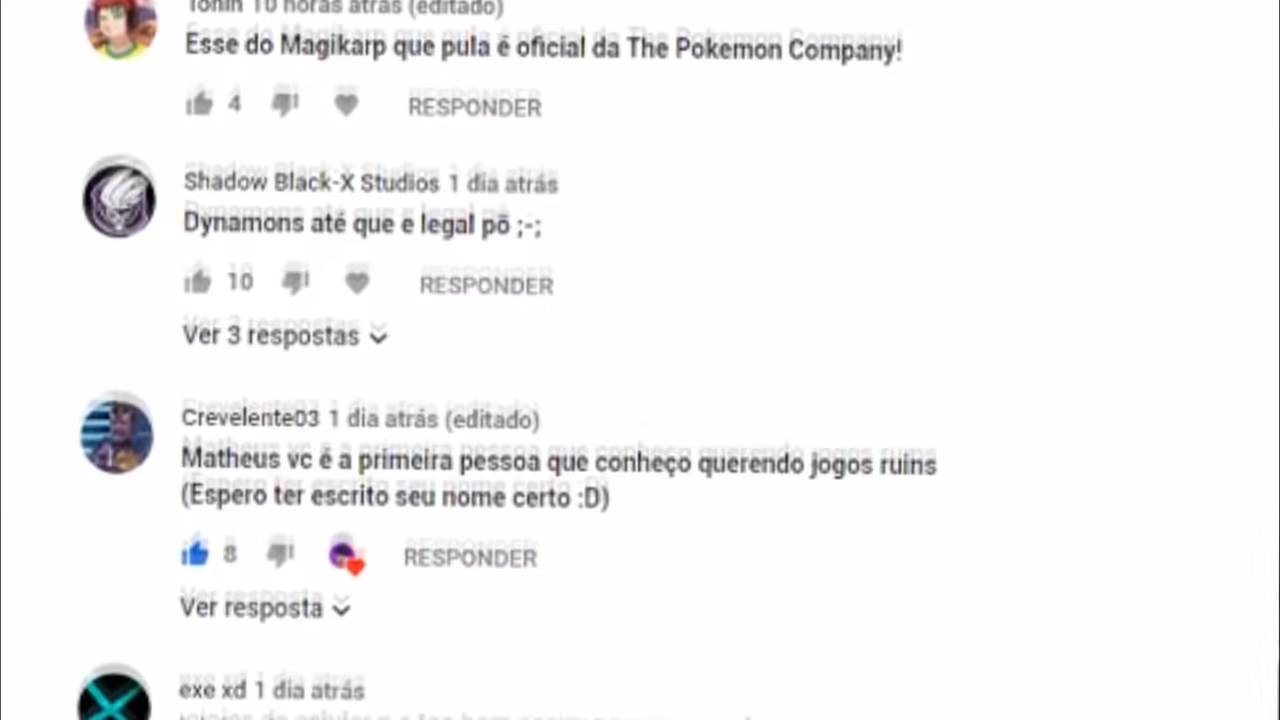 Tonin 10 horas atrás (editado)
Esse do Magikarp que pula é oficial da The Pokemon Company!
4 RESPONDER
Shadow Black-X Studios 1 dia atrás
Dynamons até que e legal pô ;-;
10 RESPONDER
Ver 3 respostas
Crevelente03 1 dia atrás (editado)
Matheus vc é a primeira pessoa que conheço querendo jogos ruins
(Espero ter escrito seu nome certo :D)
8 RESPONDER
Ver resposta
exe xd 1 dia atrás